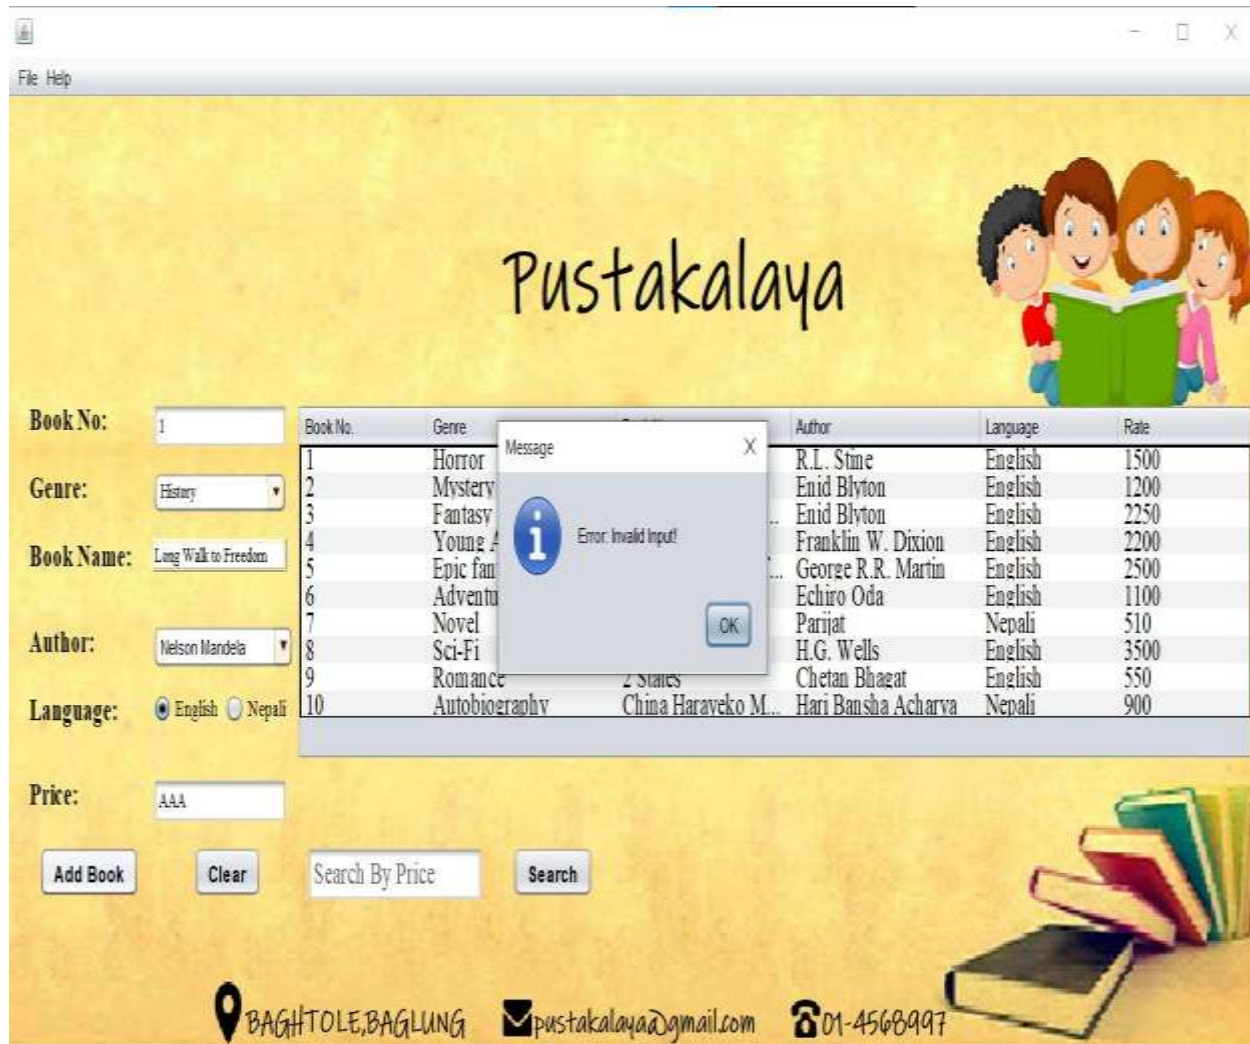 File Help
Pustakalaya
Book No: 1
Genre: History
Book Name: Long Walk to Freedom
Author: Nelson Mandela
Language: English Nepali
Price: AAA
Book No. Genre Author Language Rate
1 Horror R.L. Stine English 1500
2 Mystery Enid Blyton English 1200
3 Fantasy .. Enid Blyton English 2250
4 Young A Franklin W. Dixion English 2200
5 Epic fan ... George R.R. Martin English 2500
6 Adventu Echiro Oda English 1100
7 Novel Parijat Nepali 510
8 Sci-Fi H.G. Wells English 3500
9 Romance 2 States Chetan Bhagat English 550
10 Autobiography China Harayeko M... Hari Bansha Acharya Nepali 900
Message X
Error: Invalid Input!
OK
Add Book Clear Search By Price Search
BAGHTOLE,BAGLUNG pustakalaya@gmail.com 01-4568997